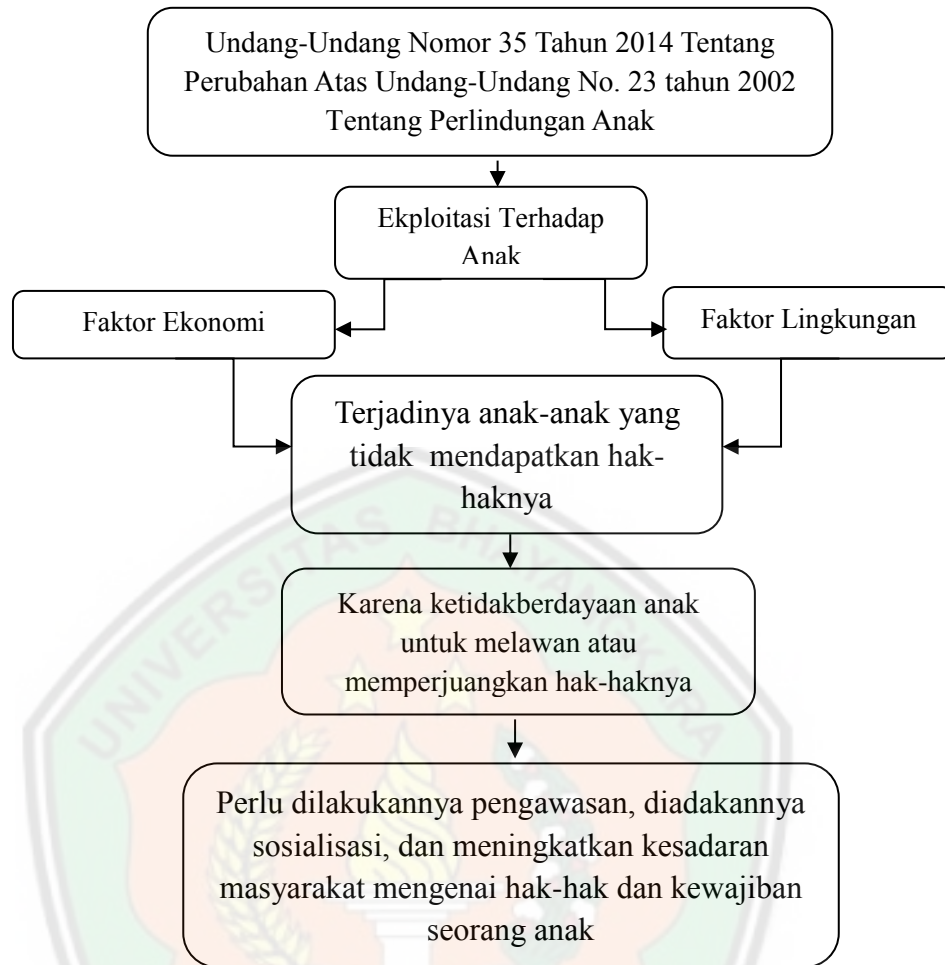 Undang-Undang Nomor 35 Tahun 2014 Tentang
Perubahan Atas Undang-Undang No. 23 tahun 2002
Tentang Perlindungan Anak
Ekploitasi Terhadap
Anak
Faktor Ekonomi
Faktor Lingkungan
Terjadinya anak-anak yang
tidak mendapatkan hak-
haknya
UNIVERSITAS BHAYANGKARA
Karena ketidakberdayaan anak
untuk melawan atau
memperjuangkan hak-haknya
Perlu dilakukannya pengawasan, diadakannya
sosialisasi, dan meningkatkan kesadaran
masyarakat mengenai hak-hak dan kewajiban
seorang anak